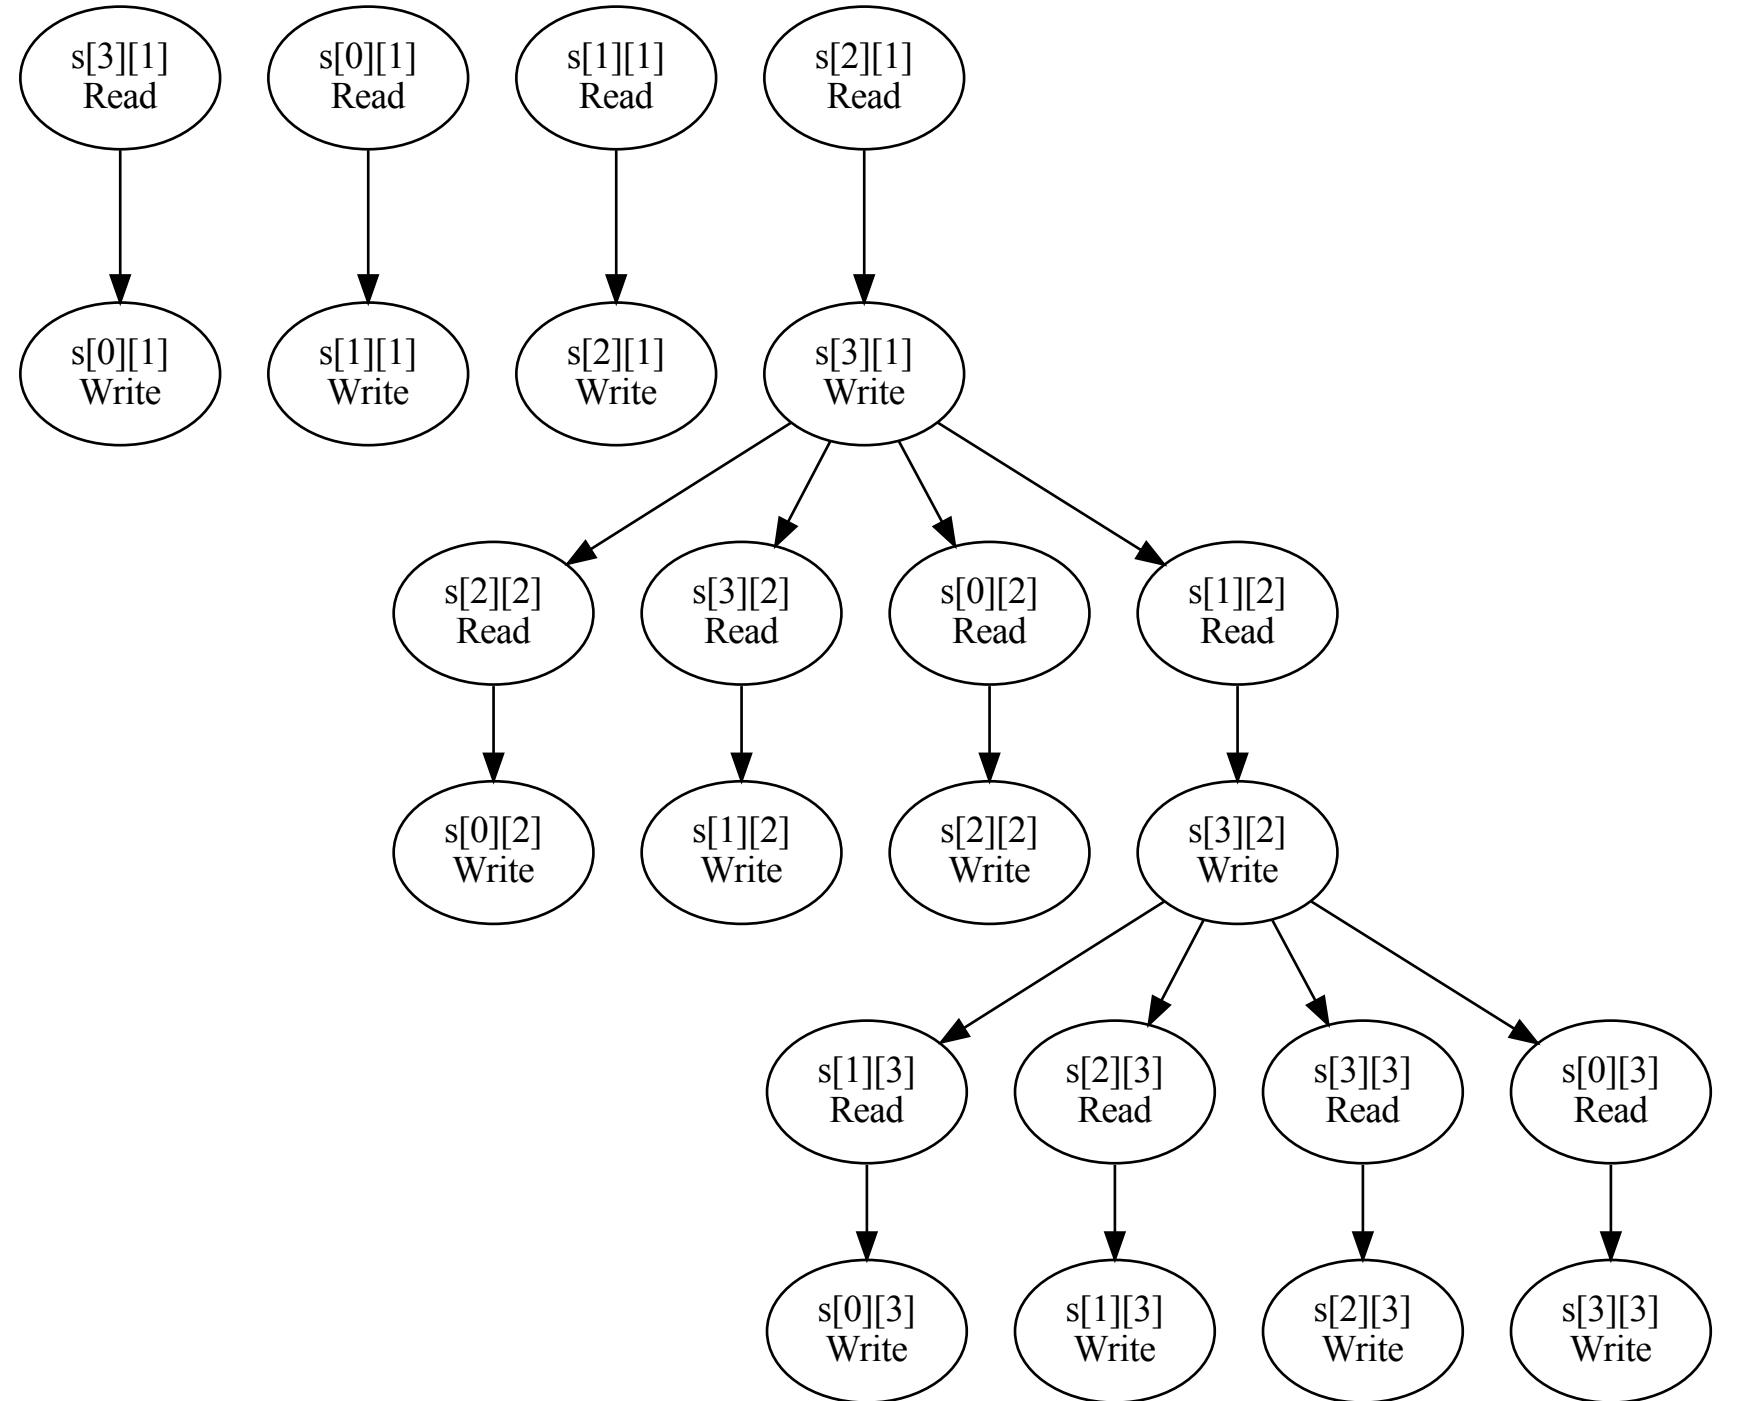 s[3][1]
Read
s[0][1]
Read
s[1][1]
Read
s[2][1]
Read
s[0][1]
Write
s[1][1]
Write
s[2][1]
Write
s[3][1]
Write
s[2][2]
Read
s[3][2]
Read
s[0][2]
Read
s[1][2]
Read
s[0][2]
Write
s[1][2]
Write
s[2][2]
Write
s[3][2]
Write
s[1][3]
Read
s[2][3]
Read
s[3][3]
Read
s[0][3]
Read
s[0][3]
Write
s[1][3]
Write
s[2][3]
Write
s[3][3]
Write